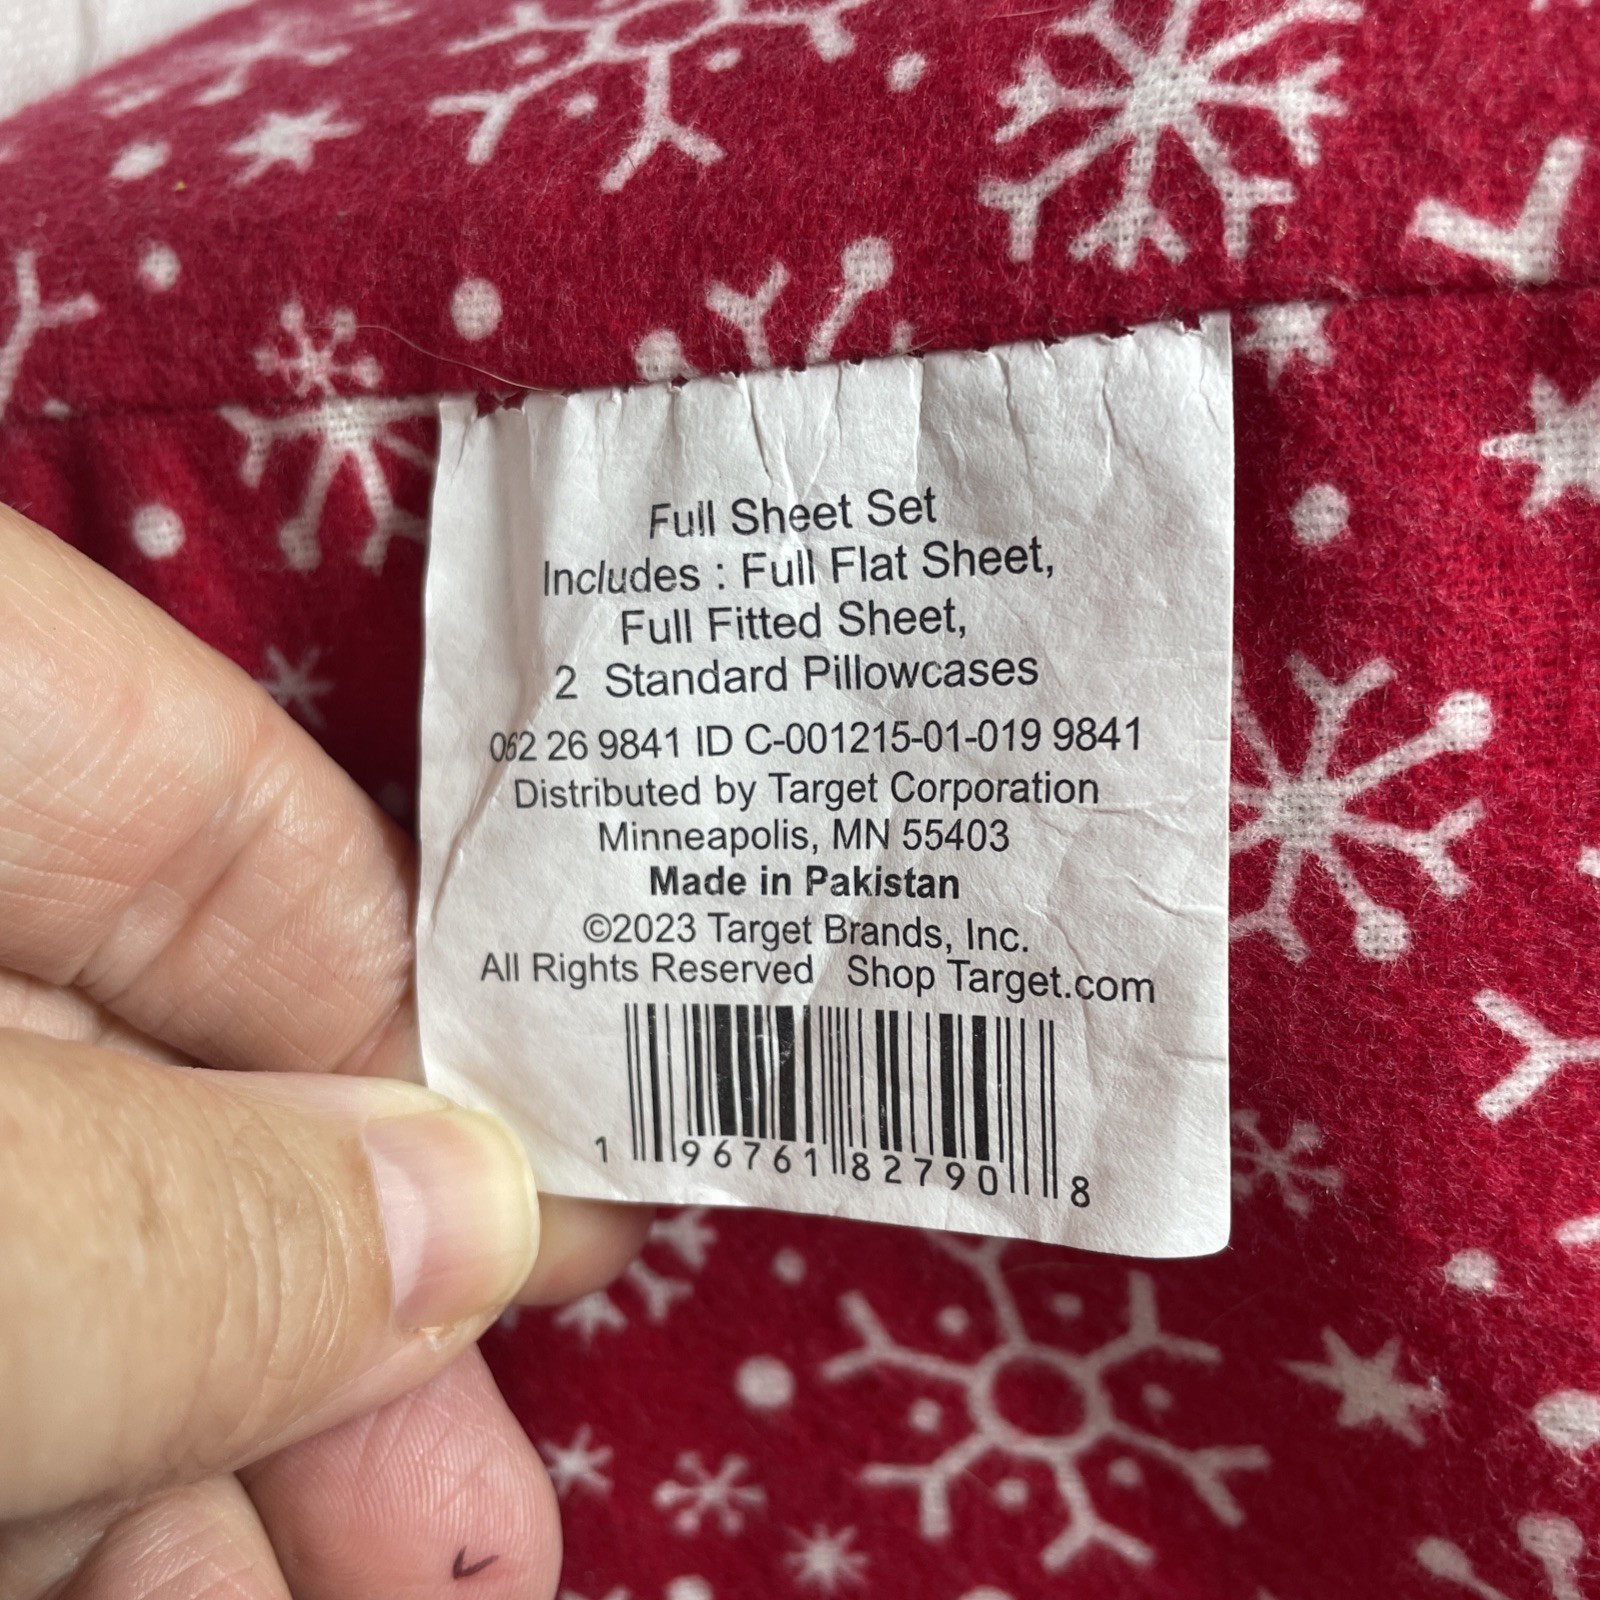 Full Sheet Set
Includes : Full Flat Sheet,
Full Fitted Sheet,
2 Standard Pillowcases
062 26 9841 ID C-001215-01-019 9841
Distributed by Target Corporation
Minneapolis, MN 55403
Made in Pakistan
©2023 Target Brands, Inc.
All Rights Reserved Shop Target.com
1 96761 82790 8